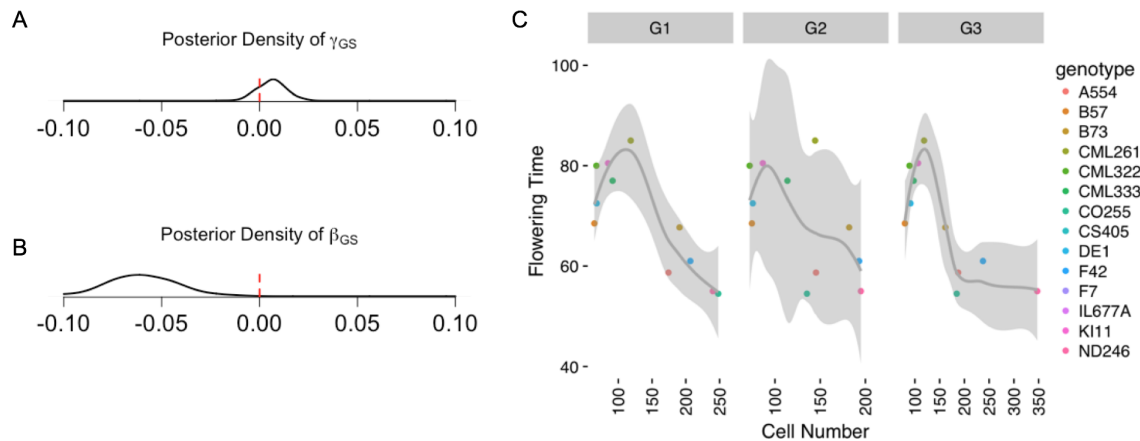 A
Posterior Density of γGS
-0.10 -0.05 0.00 0.05 0.10
B
Posterior Density of βGS
-0.10 -0.05 0.00 0.05 0.10
C
G1 G2 G3
Flowering Time
100
80
60
40
100 150 200 250 100 150 200 100 150 200 250 300 350
Cell Number
genotype
A554
B57
B73
CML261
CML322
CML333
CO255
CS405
DE1
F42
F7
IL677A
KI11
ND246